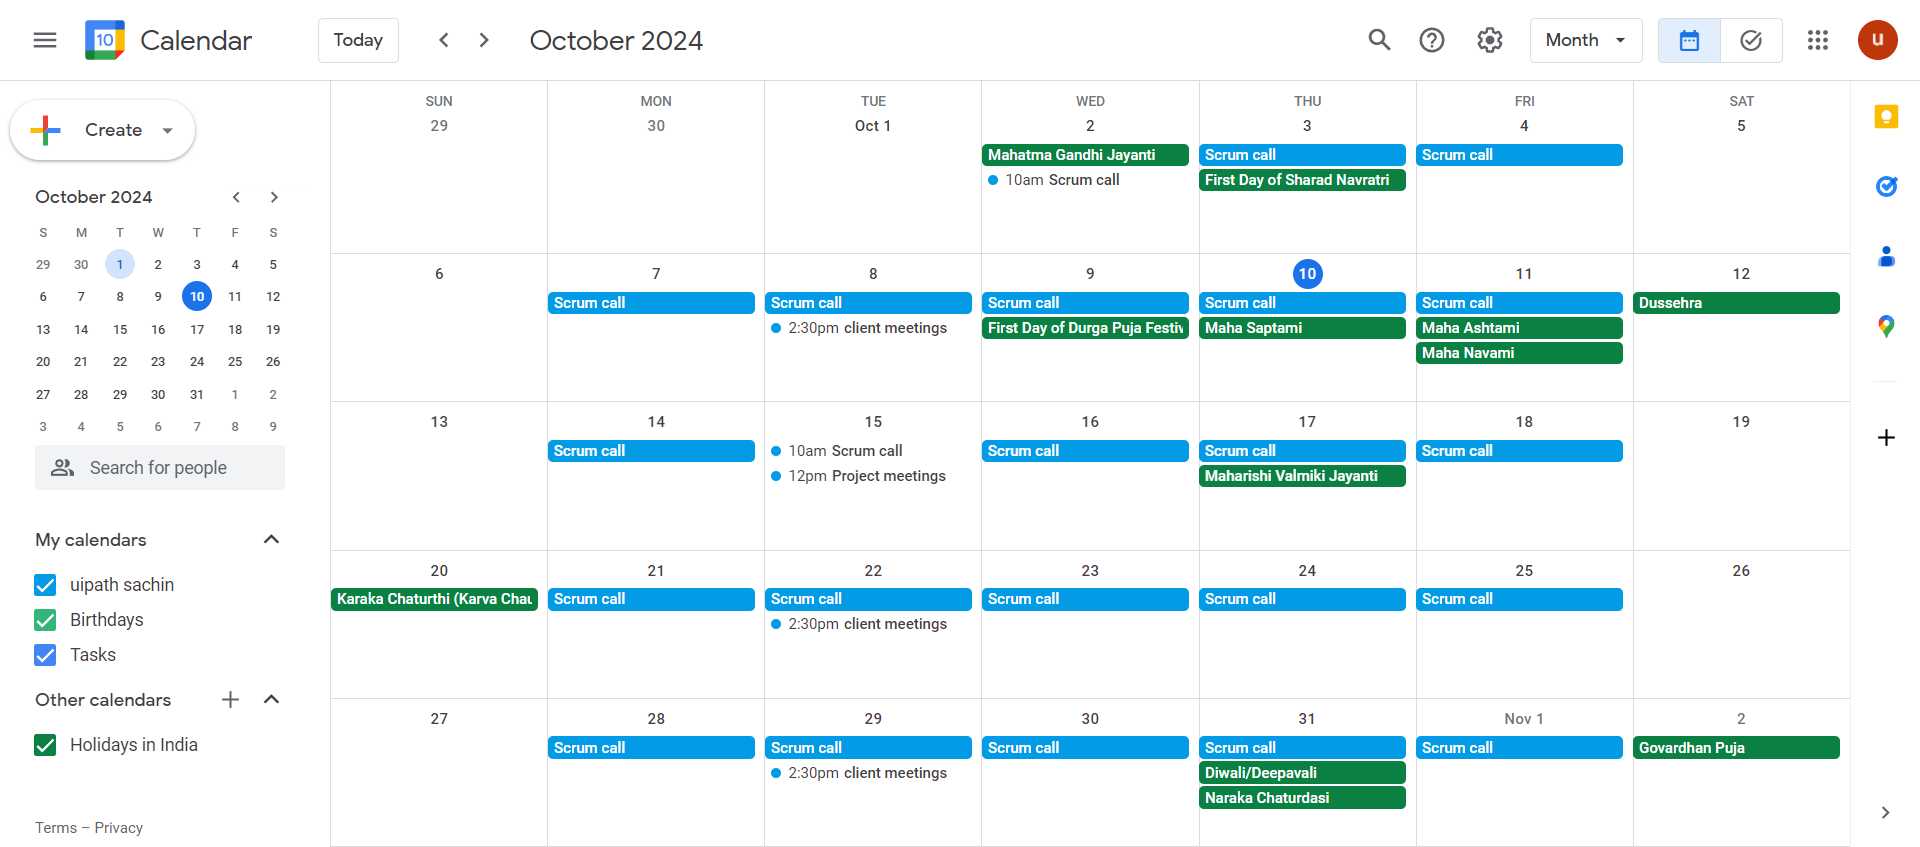 10 Calendar Today October 2024 Month u
Create
October 2024
S M T W T F S
29 30 1 2 3 4 5
6 7 8 9 10 11 12
13 14 15 16 17 18 19
20 21 22 23 24 25 26
27 28 29 30 31 1 2
3 4 5 6 7 8 9
Search for people
My calendars
uipath sachin
Birthdays
Tasks
Other calendars
Holidays in India
Terms – Privacy
SUN MON TUE WED THU FRI SAT
29 30 Oct 1 2 3 4 5
Mahatma Gandhi Jayanti Scrum call Scrum call
10am Scrum call First Day of Sharad Navratri
6 7 8 9 10 11 12
Scrum call Scrum call Scrum call Scrum call Scrum call Dussehra
2:30pm client meetings First Day of Durga Puja Festiv Maha Saptami Maha Ashtami
Maha Navami
13 14 15 16 17 18 19
Scrum call 10am Scrum call Scrum call Scrum call Scrum call
12pm Project meetings Maharishi Valmiki Jayanti
20 21 22 23 24 25 26
Karaka Chaturthi (Karva Chau Scrum call Scrum call Scrum call Scrum call Scrum call
2:30pm client meetings
27 28 29 30 31 Nov 1 2
Scrum call Scrum call Scrum call Scrum call Scrum call Govardhan Puja
2:30pm client meetings Diwali/Deepavali
Naraka Chaturdasi